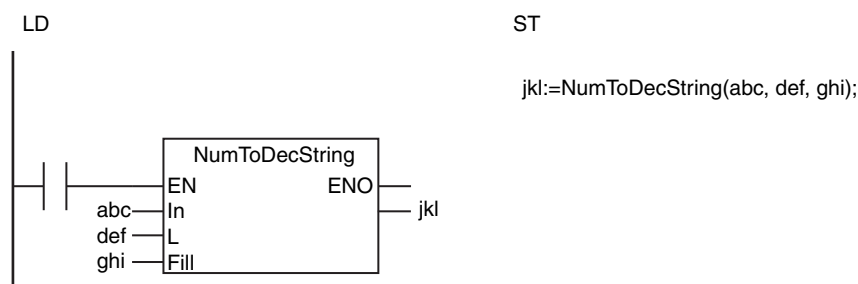 LD
ST
jkl:=NumToDecString(abc, def, ghi);
NumToDecString
EN ENO
abc In jkl
def L
ghi Fill